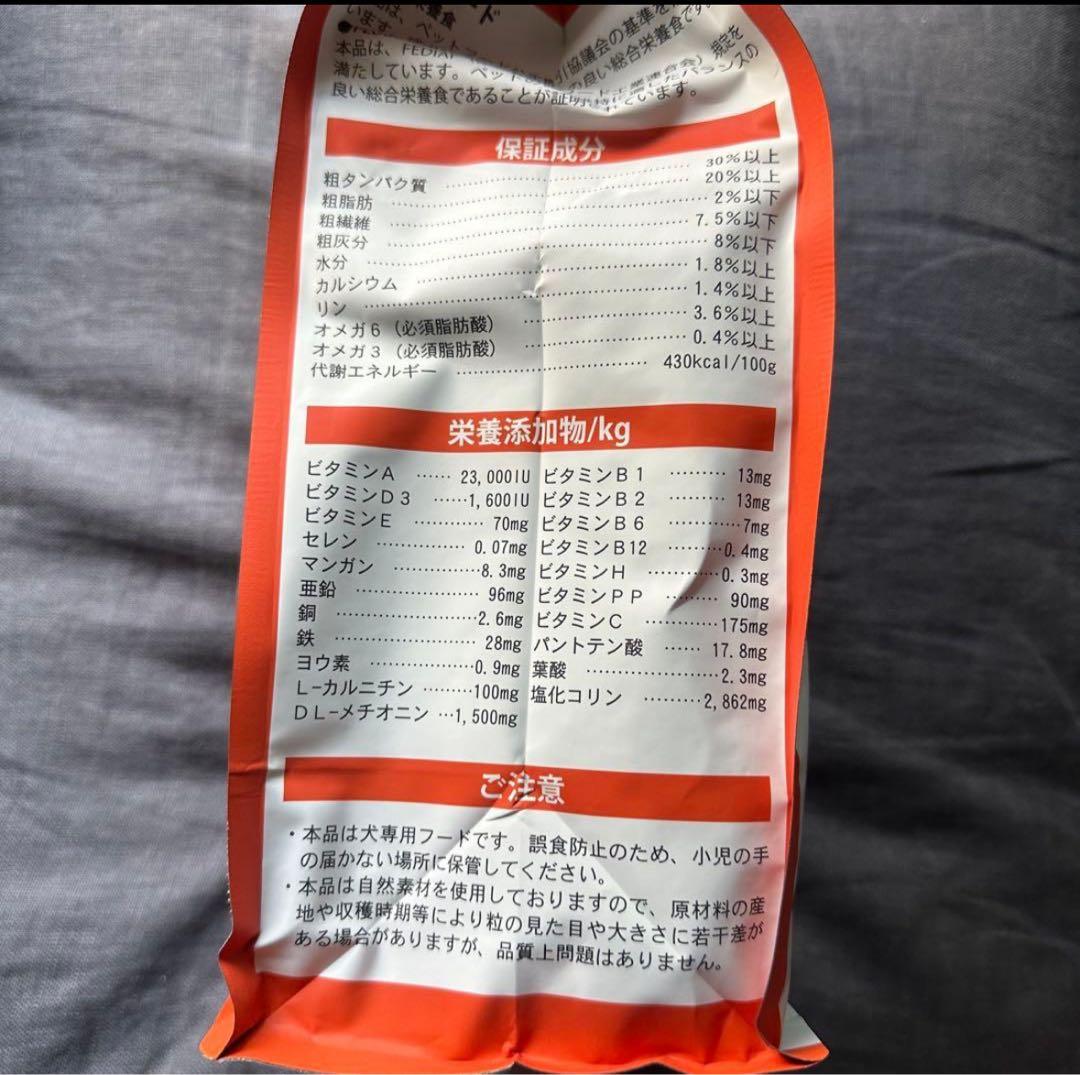 養食
ド
います。
本品は、FEDIAF
協議会の基準を
満たしています。ペットフード
の良い総合栄養食です。
規定を
良い総合栄養食であることが証明されています。
バランスの
保証成分
粗タンパク質 30%以上
粗脂肪 20%以上
粗繊維 2%以下
粗灰分 7.5%以下
水分 8%以下
カルシウム 1.8%以上
リン 1.4%以上
オメガ6(必須脂肪酸) 3.6%以上
オメガ3(必須脂肪酸) 0.4%以上
代謝エネルギー 430kcal/100g
栄養添加物/kg
ビタミンA …… 23,000IU ビタミンB1 ……… 13mg
ビタミンD3 ……1,600IU ビタミンB2 ……… 13mg
ビタミンE ………… 70mg ビタミンB6 …………7mg
セレン …………… 0.07mg ビタミンB12 ………0.4mg
マンガン ……………8.3mg ビタミンH …………0.3mg
亜鉛 ………………… 96mg ビタミンPP ……… 90mg
銅 ……………………2.6mg ビタミンC …………175mg
鉄 …………………… 28mg パントテン酸 …… 17.8mg
ヨウ素 ………………0.9mg 葉酸 …………………2.3mg
L-カルニチン ………100mg 塩化コリン ………2,862mg
DL-メチオニン …1,500mg
ご注意
・本品は犬専用フードです。誤食防止のため、小児の手
の届かない場所に保管してください。
・本品は自然素材を使用しておりますので、原材料の産
地や収穫時期等により粒の見た目や大きさに若干差が
ある場合がありますが、品質上問題はありません。